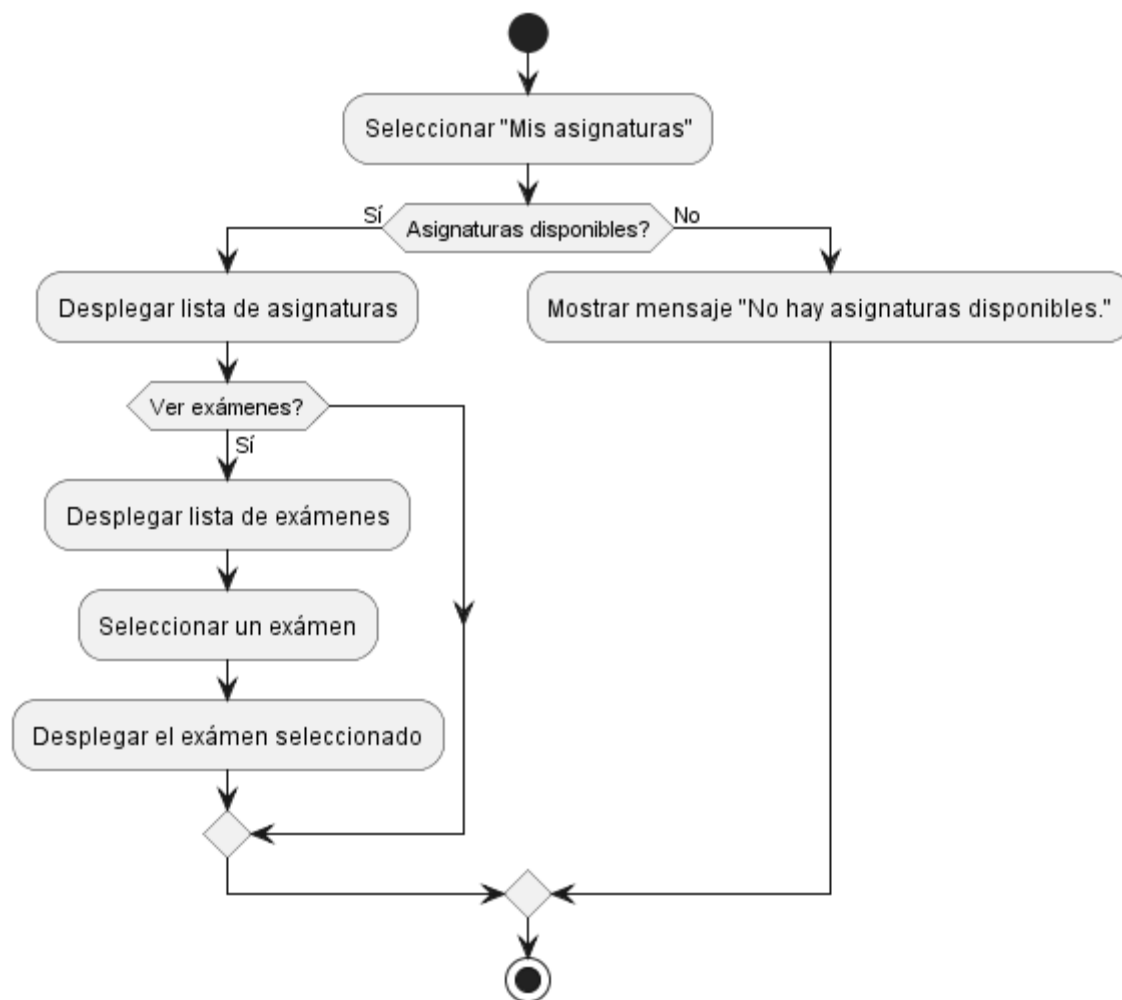 Seleccionar "Mis asignaturas"
Sí
Asignaturas disponibles?
No
Desplegar lista de asignaturas
Mostrar mensaje "No hay asignaturas disponibles."
Ver exámenes?
Sí
Desplegar lista de exámenes
Seleccionar un exámen
Desplegar el exámen seleccionado